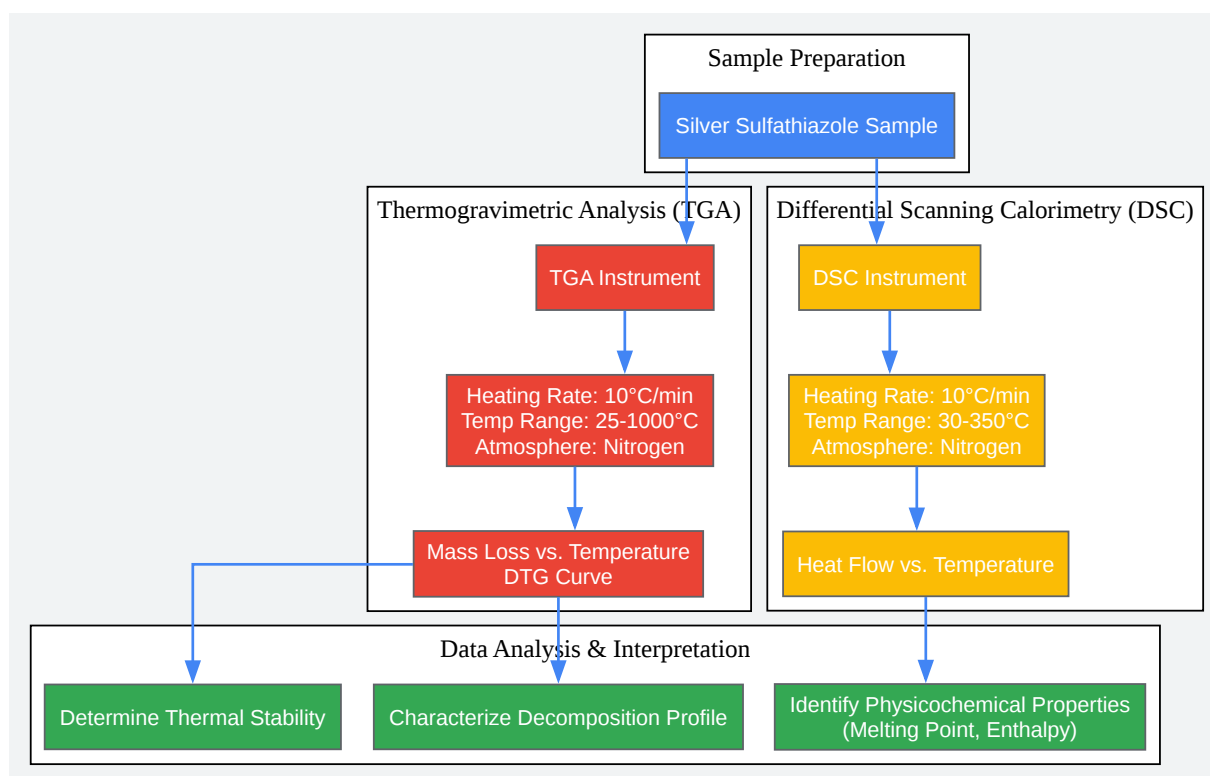 Sample Preparation
Silver Sulfathiazole Sample
Thermogravimetric Analysis (TGA)
TGA Instrument
Heating Rate: 10°C/min
Temp Range: 25-1000°C
Atmosphere: Nitrogen
Mass Loss vs. Temperature
DTG Curve
Differential Scanning Calorimetry (DSC)
DSC Instrument
Heating Rate: 10°C/min
Temp Range: 30-350°C
Atmosphere: Nitrogen
Heat Flow vs. Temperature
Data Analysis & Interpretation
Determine Thermal Stability
Characterize Decomposition Profile
Identify Physicochemical Properties
(Melting Point, Enthalpy)